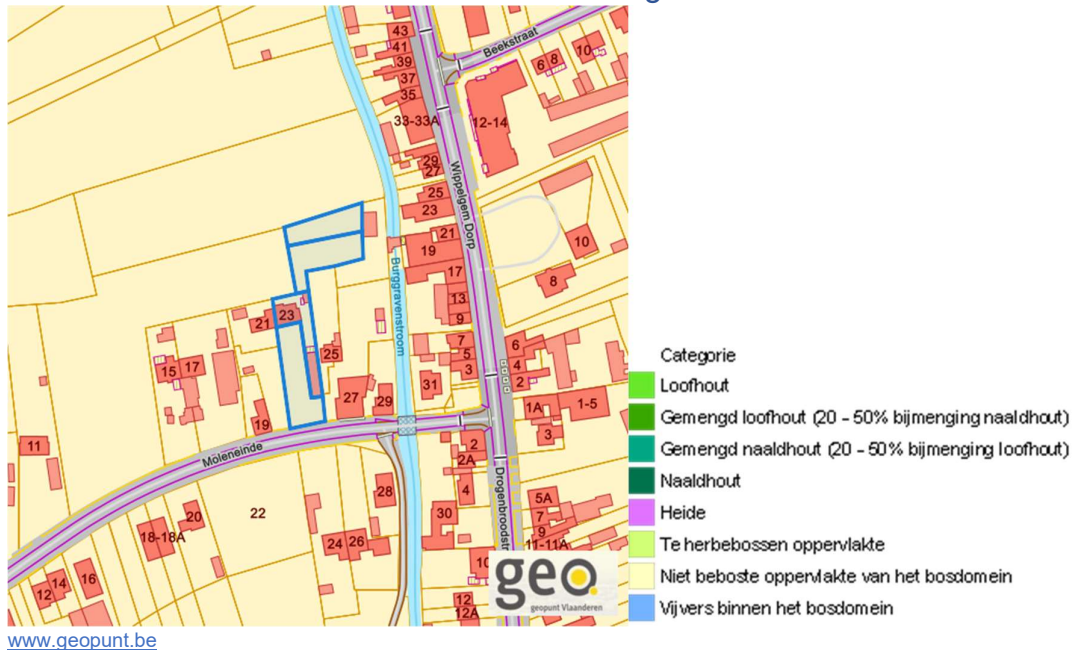 43
41
39
37
35
33-33A
29
27
25
23
21
19
17
13
9
7
5
3
Beekstraat
6
8
10
12-14
Wippelgem Dorp
10
8
Burggravenstroom
23
21
25
15
17
27
29
31
19
11
6
4
2
1A
1-5
3
Moleneinde
2
2A
4
Drogenbroodstr
5A
7
9
11-11A
28
30
22
20
18-18A
24
26
14
16
12
10
12
12A
geo
geopunt Vlaanderen
Categorie
Loofhout
Gemengd loofhout (20 - 50% bijmenging naaldhout)
Gemengd naaldhout (20 - 50% bijmenging loofhout)
Naaldhout
Heide
Te herbebossen oppervlakte
Niet beboste oppervlakte van het bosdomein
Vijvers binnen het bosdomein
www.geopunt.be